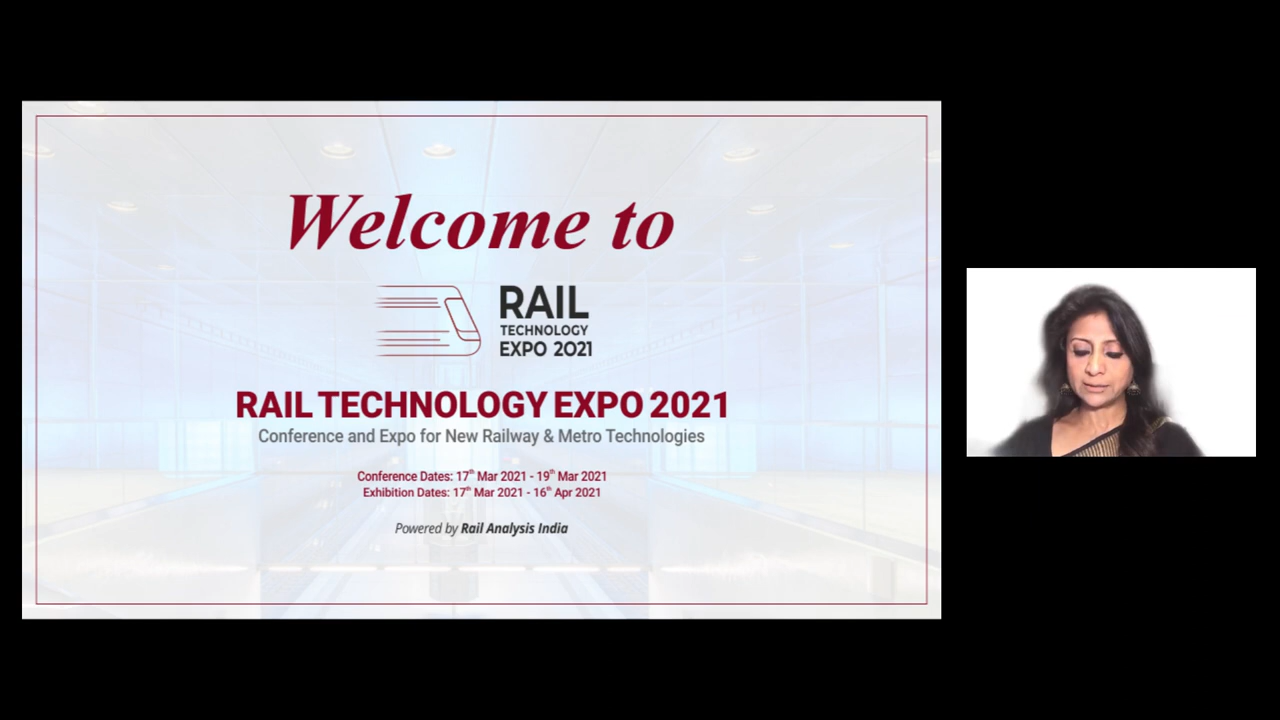 Welcome to
RAIL
TECHNOLOGY
EXPO 2021
RAIL TECHNOLOGY EXPO 2021
Conference and Expo for New Railway & Metro Technologies
Conference Dates: 17th Mar 2021 - 19th Mar 2021
Exhibition Dates: 17th Mar 2021 - 16th Apr 2021
Powered by Rail Analysis India